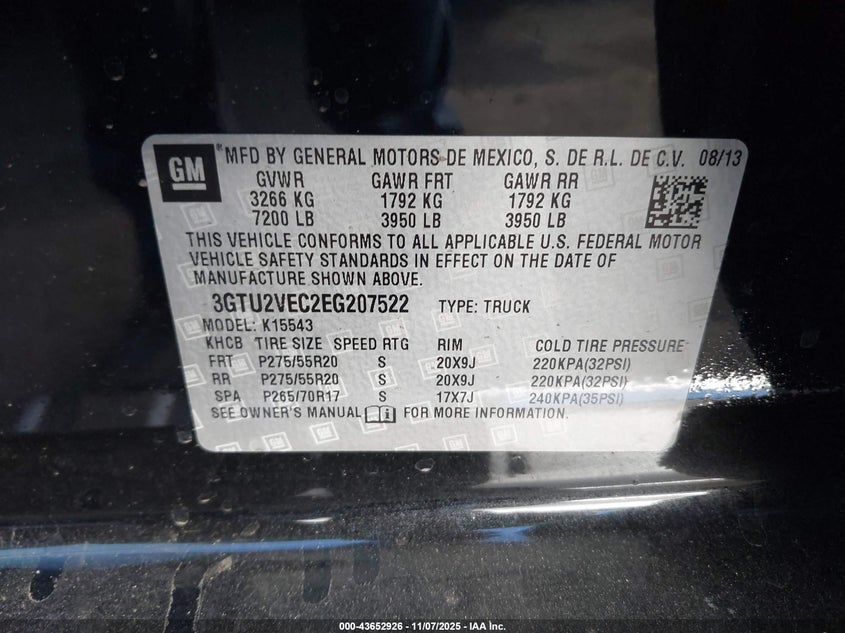 GM ® MFD BY GENERAL MOTORS DE MEXICO, S. DE R.L. DE C.V. 08/13
GVWR GAWR FRT GAWR RR
3266 KG 1792 KG 1792 KG
7200 LB 3950 LB 3950 LB
THIS VEHICLE CONFORMS TO ALL APPLICABLE U.S. FEDERAL MOTOR
VEHICLE SAFETY STANDARDS IN EFFECT ON THE DATE OF
MANUFACTURE SHOWN ABOVE.
3GTU2VEC2EG207522 TYPE: TRUCK
MODEL: K15543
KHCB TIRE SIZE SPEED RTG RIM COLD TIRE PRESSURE
FRT P275/55R20 S 20X9J 220KPA(32PSI)
RR P275/55R20 S 20X9J 220KPA(32PSI)
SPA P265/70R17 S 17X7J 240KPA(35PSI)
SEE OWNER'S MANUAL FOR MORE INFORMATION.
000-43652926 - 11/07/2025 - IAA Inc.